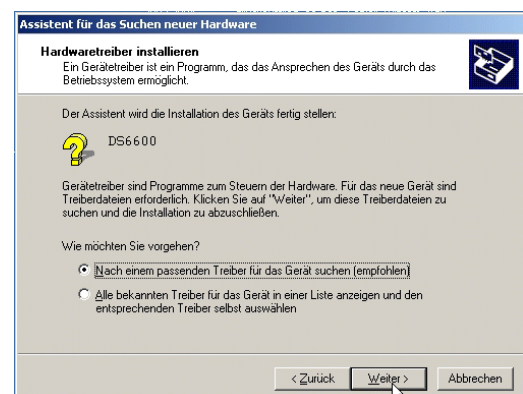 Assistent für das Suchen neuer Hardware
Hardwaretreiber installieren
Ein Gerätetreiber ist ein Programm, das das Ansprechen des Geräts durch das
Betriebssystem ermöglicht.
Der Assistent wird die Installation des Geräts fertig stellen:
DS6600
Gerätetreiber sind Programme zum Steuern der Hardware. Für das neue Gerät sind
Treiberdateien erforderlich. Klicken Sie auf "Weiter", um diese Treiberdateien zu
suchen und die Installation zu abzuschließen.
Wie möchten Sie vorgehen?
Nach einem passenden Treiber für das Gerät suchen (empfohlen)
Alle bekannten Treiber für das Gerät in einer Liste anzeigen und den
entsprechenden Treiber selbst auswählen
< Zurück Weiter > Abbrechen